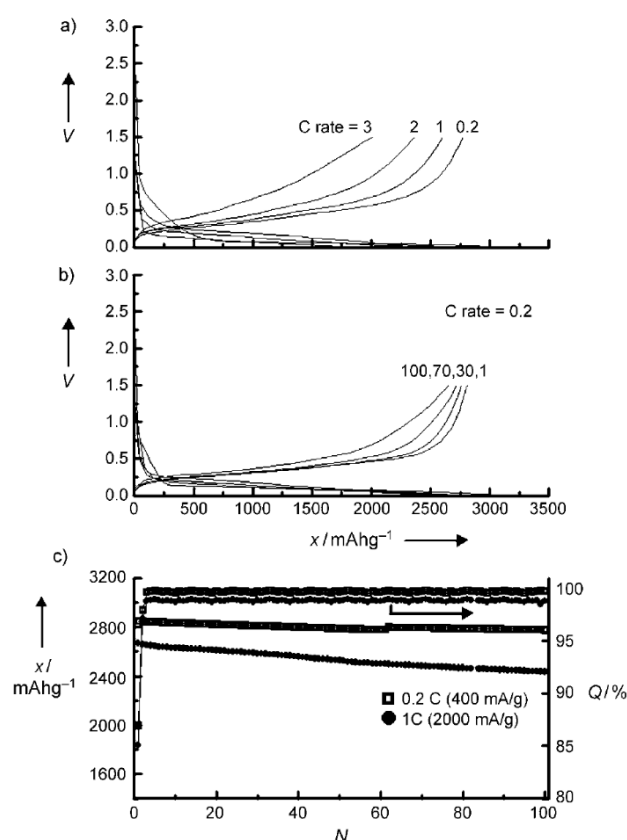 a)
3.0
2.5
2.0
1.5
1.0
0.5
0.0
V
C rate = 3 2 1 0.2
b)
3.0
2.5
2.0
1.5
1.0
0.5
0.0
V
C rate = 0.2
100,70,30,1
0 500 1000 1500 2000 2500 3000 3500
x/mAhg⁻¹
c)
3200
2800
2400
2000
1600
x/
mAhg⁻¹
100
95
90
85
80
Q/%
0.2 C (400 mA/g)
1C (2000 mA/g)
0 20 40 60 80 100
N